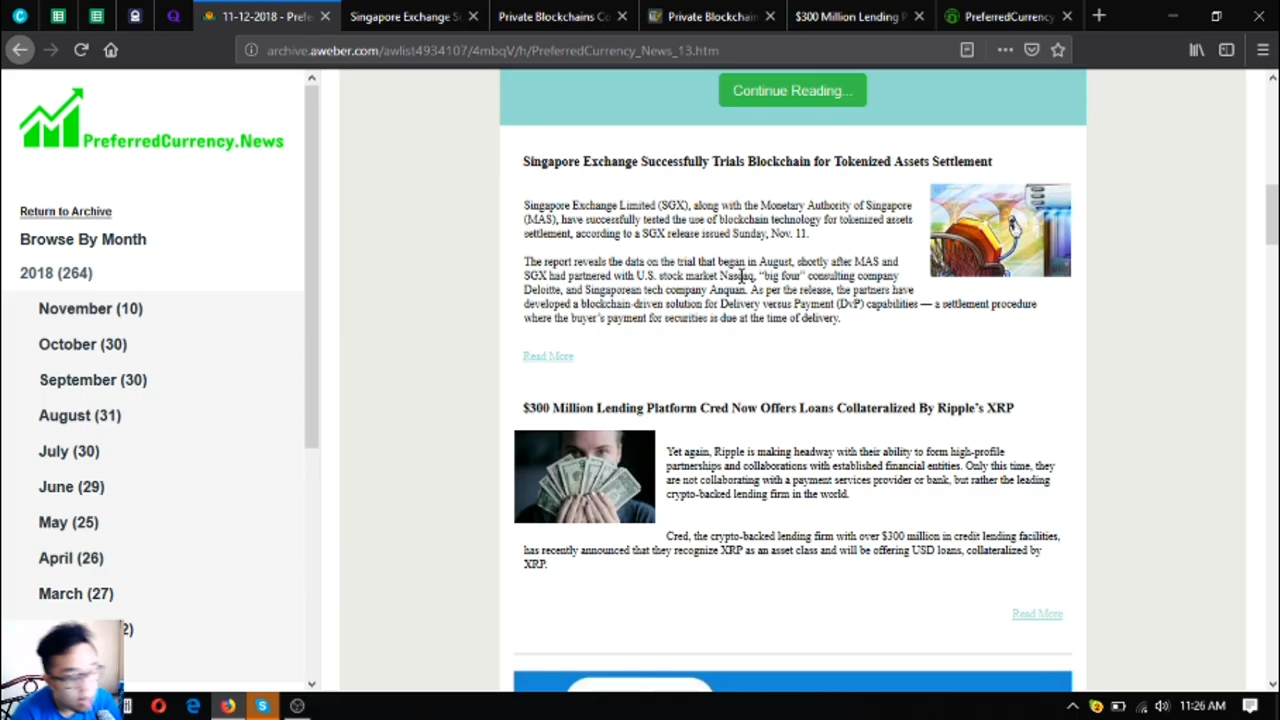 11-12-2018 - Prefe
Singapore Exchange S
Private Blockchains Co
Private Blockchain
$300 Million Lending P
PreferredCurrency
archive.aweber.com/awlist4934107/4mbqV/h/PreferredCurrency_News_13.htm
PreferredCurrency.News
Return to Archive
Browse By Month
2018 (264)
November (10)
October (30)
September (30)
August (31)
July (30)
June (29)
May (25)
April (26)
March (27)
2)
Continue Reading...
Singapore Exchange Successfully Trials Blockchain for Tokenized Assets Settlement
Singapore Exchange Limited (SGX), along with the Monetary Authority of Singapore
(MAS), have successfully tested the use of blockchain technology for tokenized assets
settlement, according to a SGX release issued Sunday, Nov. 11.
The report reveals the data on the trial that began in August, shortly after MAS and
SGX had partnered with U.S. stock market Nasdaq, “big four” consulting company
Deloitte, and Singaporean tech company Anquan. As per the release, the partners have
developed a blockchain-driven solution for Delivery versus Payment (DvP) capabilities — a settlement procedure
where the buyer’s payment for securities is due at the time of delivery.
Read More
$300 Million Lending Platform Cred Now Offers Loans Collateralized By Ripple’s XRP
Yet again, Ripple is making headway with their ability to form high-profile
partnerships and collaborations with established financial entities. Only this time, they
are not collaborating with a payment services provider or bank, but rather the leading
crypto-backed lending firm in the world.
Cred, the crypto-backed lending firm with over $300 million in credit lending facilities,
has recently announced that they recognize XRP as an asset class and will be offering USD loans, collateralized by
XRP.
Read More
11:26 AM